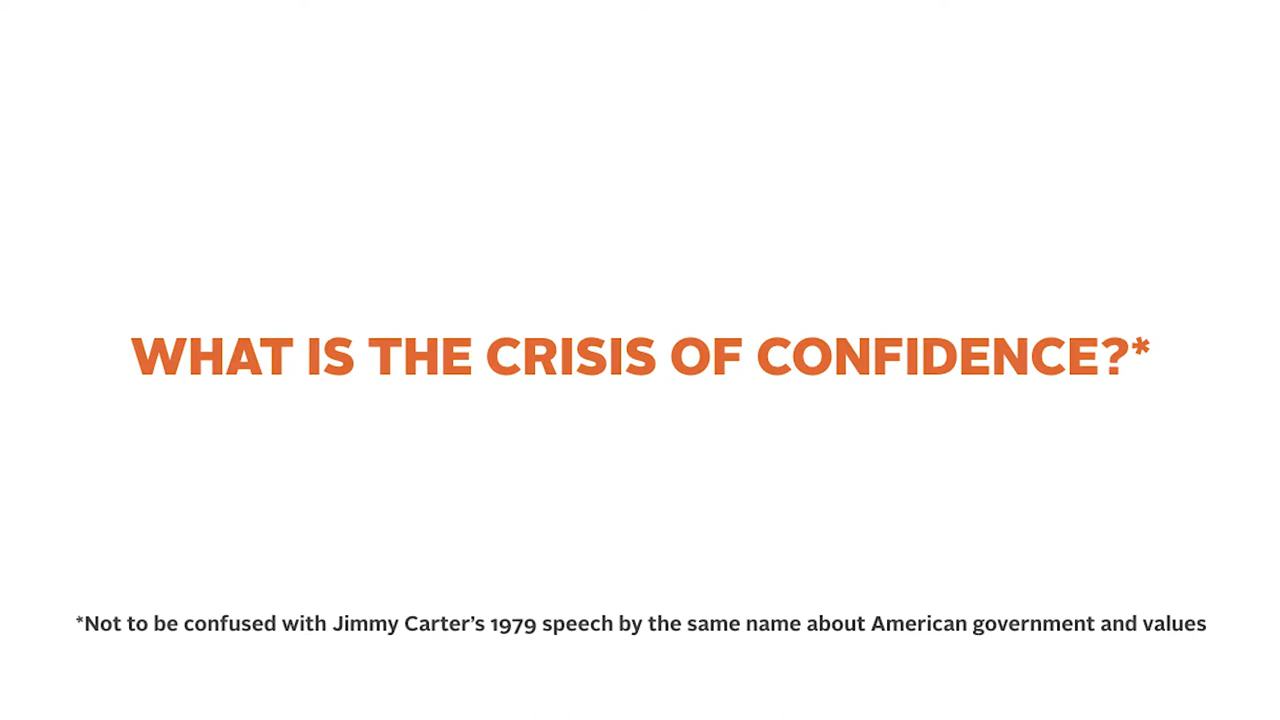 WHAT IS THE CRISIS OF CONFIDENCE?*
*Not to be confused with Jimmy Carter’s 1979 speech by the same name about American government and values